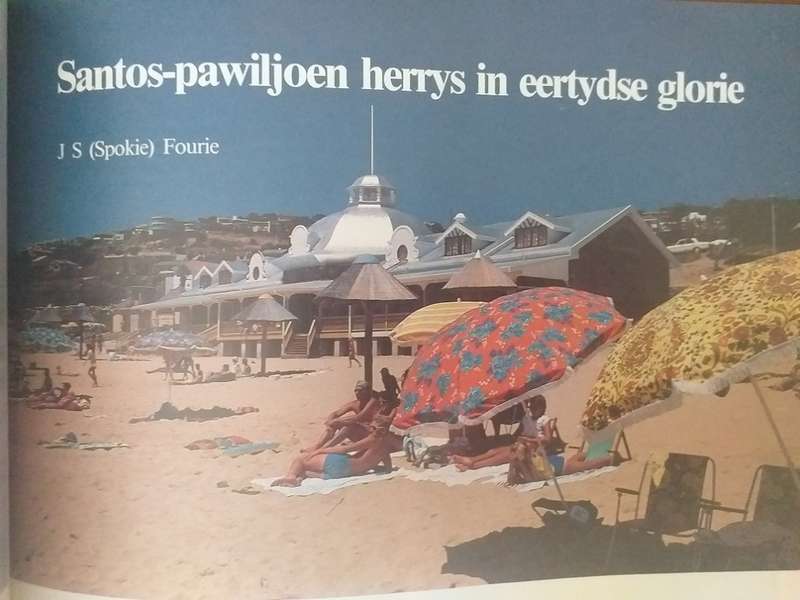 Santos-pawiljoen herrys in eertydse glorie
J S (Spokie) Fourie